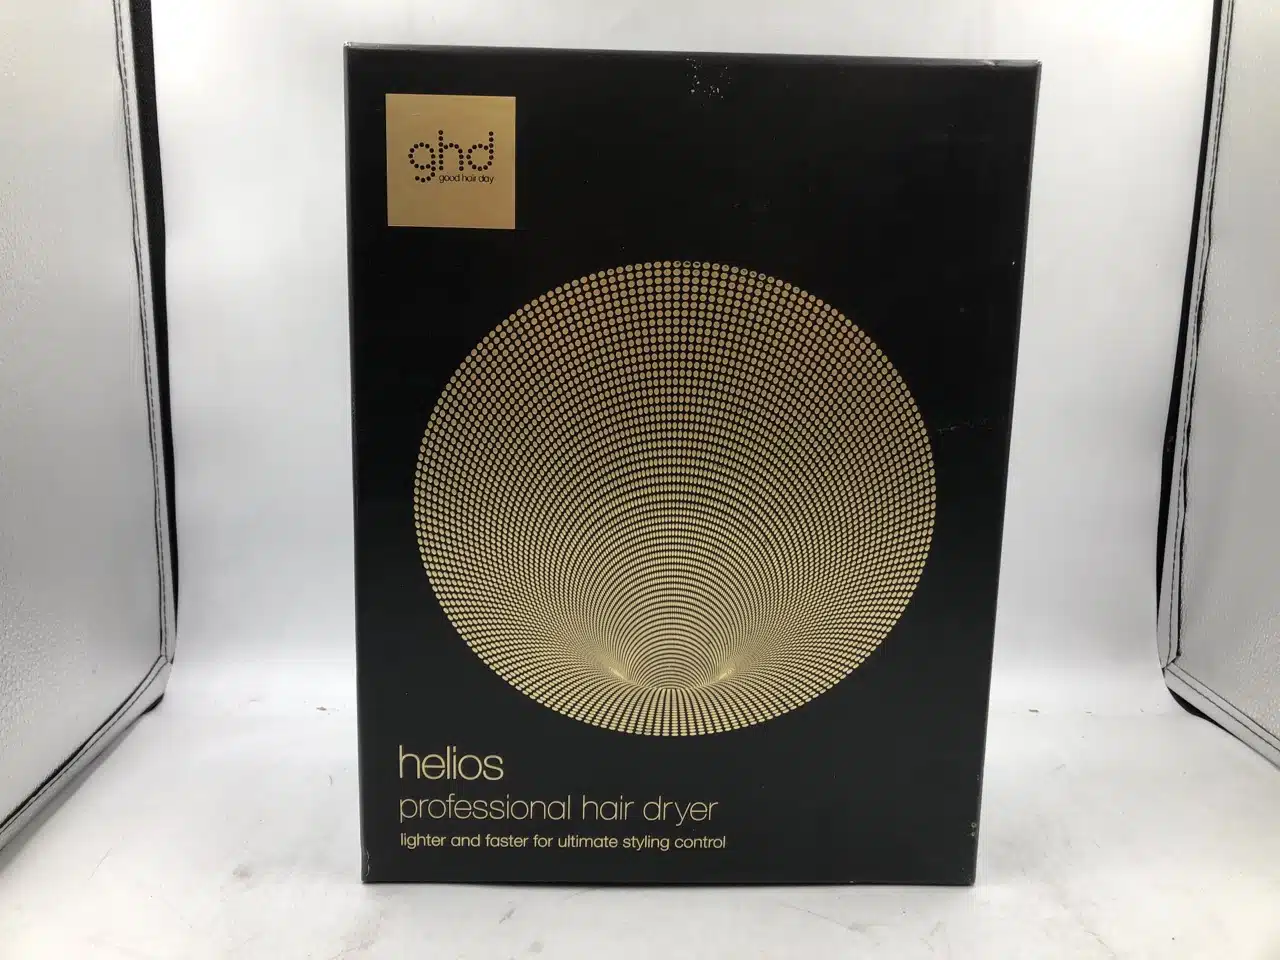 ghd
good hair day
helios
professional hair dryer
lighter and faster for ultimate styling control